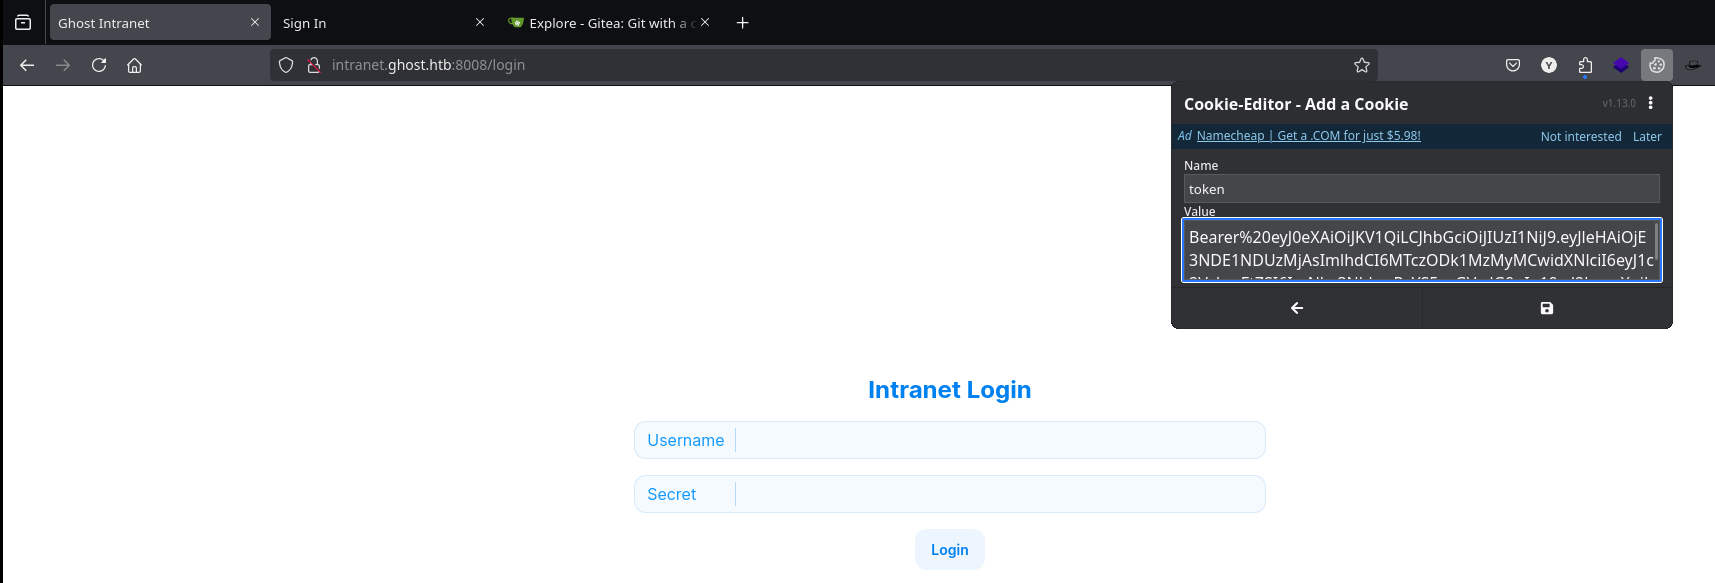 Ghost Intranet
Sign In
Explore - Gitea: Git with a c
intranet.ghost.htb:8008/login
Y
Cookie-Editor - Add a Cookie
v1.13.0
Ad Namecheap | Get a .COM for just $5.98!
Not interested
Later
Name
token
Value
Bearer%20eyJ0eXAiOiJKV1QiLCJhbGciOiJIUzI1NiJ9.eyJleHAiOjE
3NDE1NDUzMjAsImlhdCI6MTczODk1MzMyMCwidXNlciI6eyJ1c
Intranet Login
Username
Secret
Login